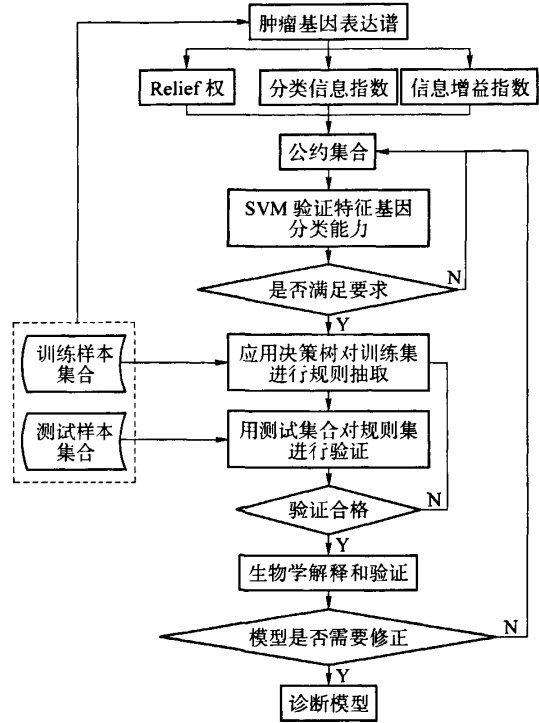 肿瘤基因表达谱
Relief 权
分类信息指数
信息增益指数
公约集合
SVM 验证特征基因
分类能力
N
是否满足要求
Y
训练样本
集合
应用决策树对训练集
进行规则抽取
测试样本
集合
用测试集合对规则集
进行验证
N
验证合格
Y
生物学解释和验证
N
模型是否需要修正
Y
诊断模型